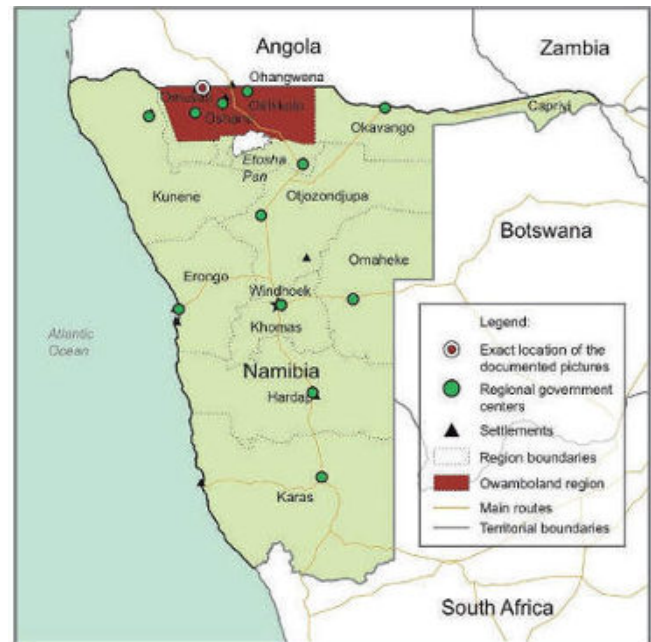 Angola
Zambia
Ohangwena
Oshana
Caprivi
Okavango
Etosha
Pan
Kunene
Otjozondjupa
Botswana
Omaheke
Erongo
Windhoek
Khomas
Atlantic
Ocean
Namibia
Hardap
Karas
South Africa
Legend:
Exact location of the
documented pictures
Regional government
centers
Settlements
Region boundaries
Owamboland region
Main routes
Territorial boundaries